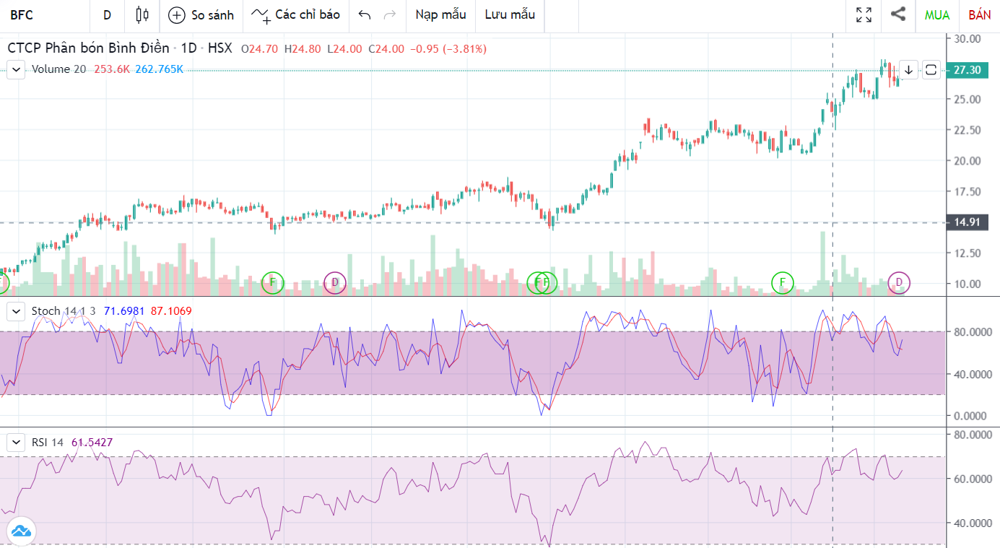 BFC D So sánh Các chỉ báo Nạp mẫu Lưu mẫu MUA BÁN
CTCP Phân bón Bình Điền · 1D · HSX O24.70 H24.80 L24.00 C24.00 −0.95 (−3.81%)
Volume 20 253.6K 262.765K
30.00
27.30
25.00
22.50
20.00
17.50
14.91
12.50
10.00
F D F F F D
Stoch 14 1 3 71.6981 87.1069
80.0000
40.0000
0.0000
RSI 14 61.5427
80.0000
60.0000
40.0000